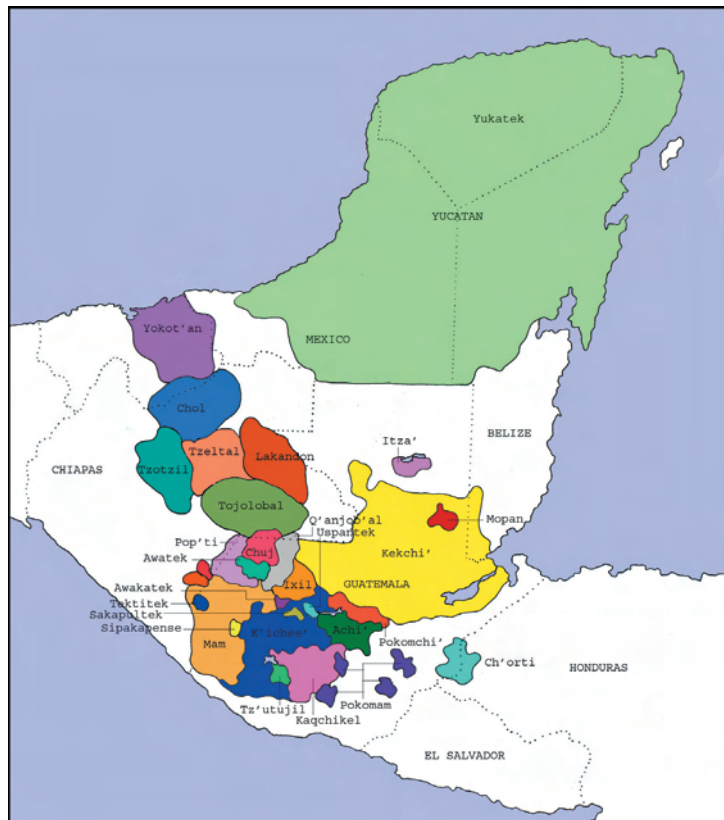 Yukatek
YUCATAN
Yokot'an
MEXICO
Chol
Itza'
BELIZE
Tzeltal
Lakandon
Tzotzil
CHIAPAS
Tojolobal
Q'anjob'al
Uspantek
Mopan
Pop'ti
Chuj
Kekchi'
Awatek
Ixil
GUATEMALA
Awakatek
Tektitek
Sakapultek
Sipakapense
K'iches'
Achi'
Mam
Pokomchi'
Ch'orti
HONDURAS
Tz'utujil
Pokomam
Kaqchikel
EL SALVADOR